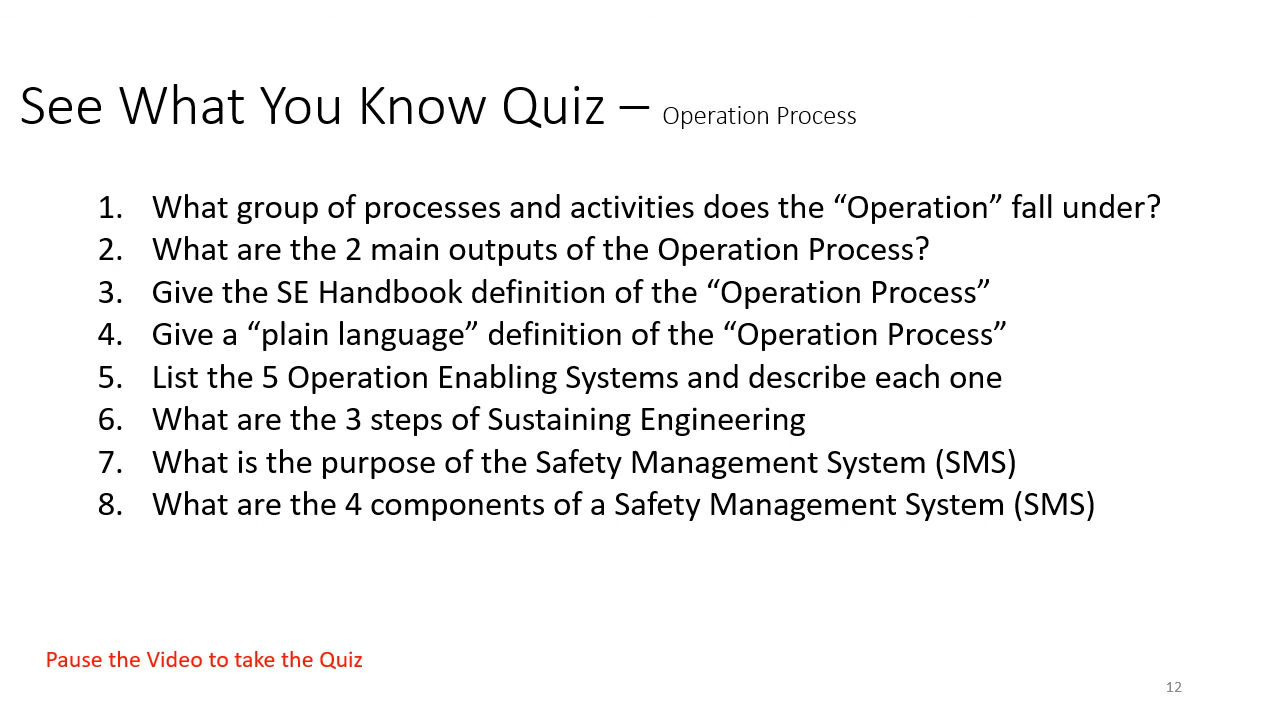 See What You Know Quiz – Operation Process
1. What group of processes and activities does the “Operation” fall under?
2. What are the 2 main outputs of the Operation Process?
3. Give the SE Handbook definition of the “Operation Process”
4. Give a “plain language” definition of the “Operation Process”
5. List the 5 Operation Enabling Systems and describe each one
6. What are the 3 steps of Sustaining Engineering
7. What is the purpose of the Safety Management System (SMS)
8. What are the 4 components of a Safety Management System (SMS)
Pause the Video to take the Quiz
12